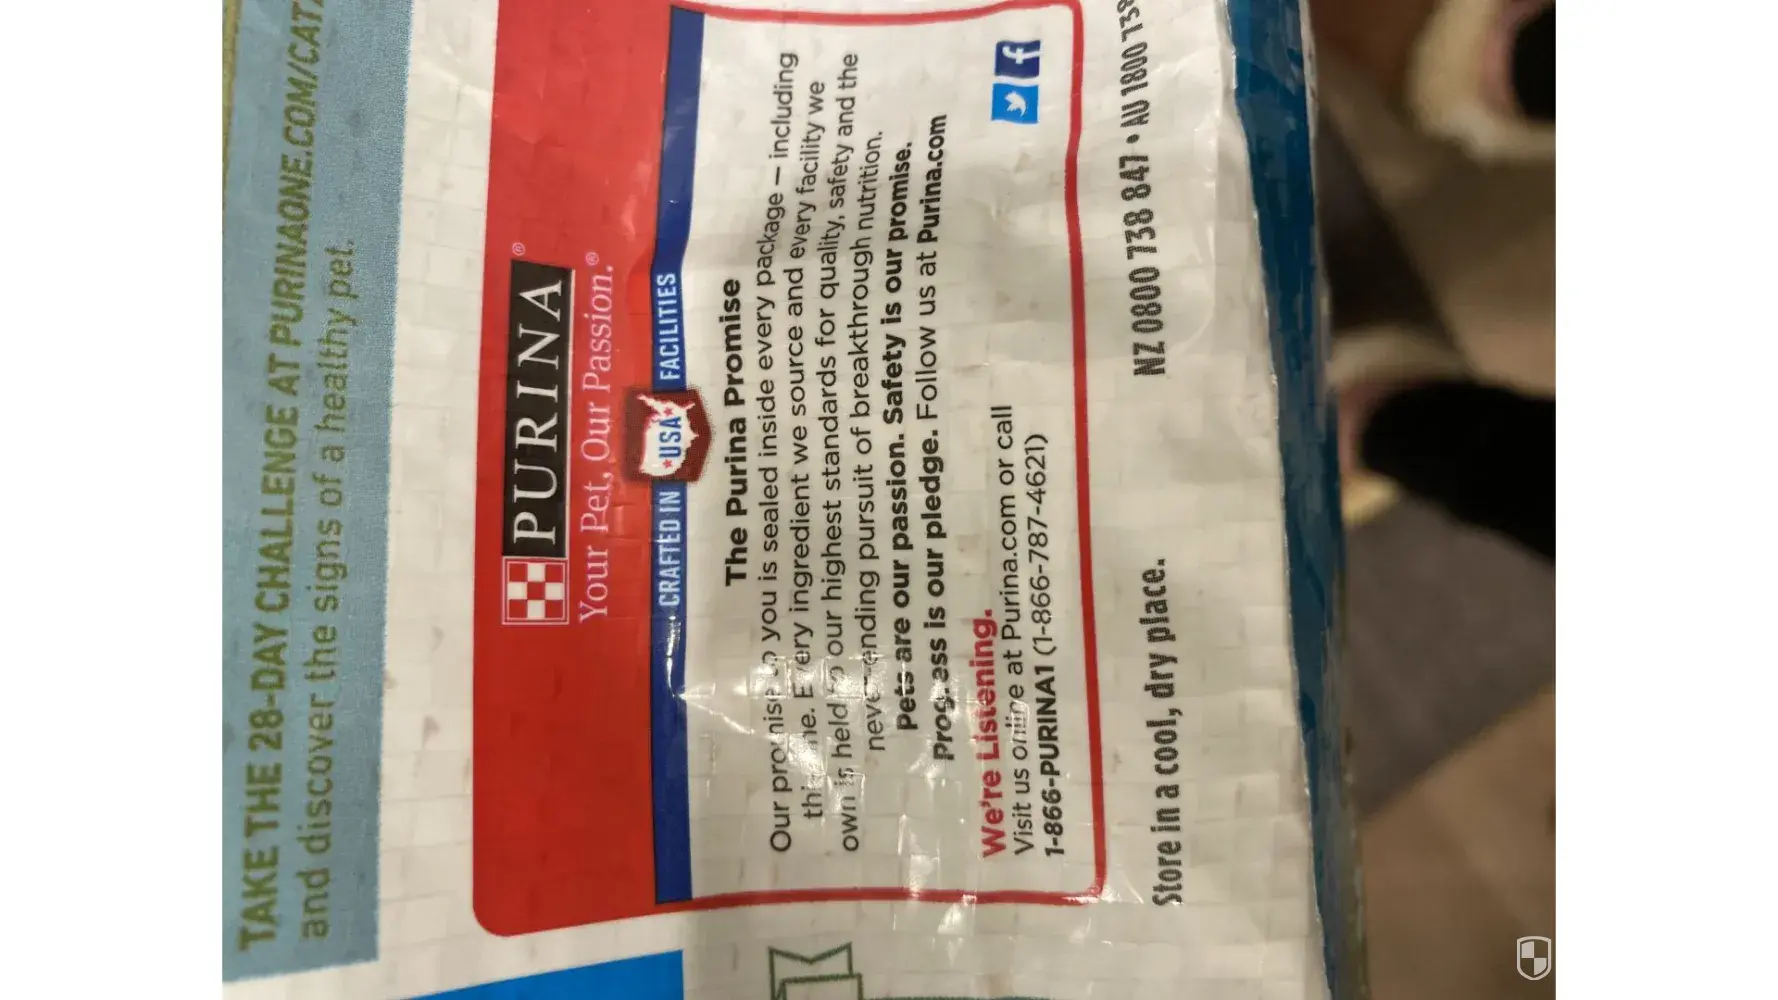 TAKE THE 28-DAY CHALLENGE AT PURINAONE.COM/CAT
and discover the signs of a healthy pet.
PURINA®
Your Pet, Our Passion.®
CRAFTED IN USA FACILITIES
The Purina Promise
Our promise to you is sealed inside every package — including
this one. Every ingredient we source and every facility we
own is held to our highest standards for quality, safety and the
never-ending pursuit of breakthrough nutrition.
Pets are our passion. Safety is our promise.
Progress is our pledge. Follow us at Purina.com
We're Listening.
Visit us online at Purina.com or call
1-866-PURINA1 (1-866-787-4621)
Store in a cool, dry place.
NZ 0800 738 847 • AU 1800 738